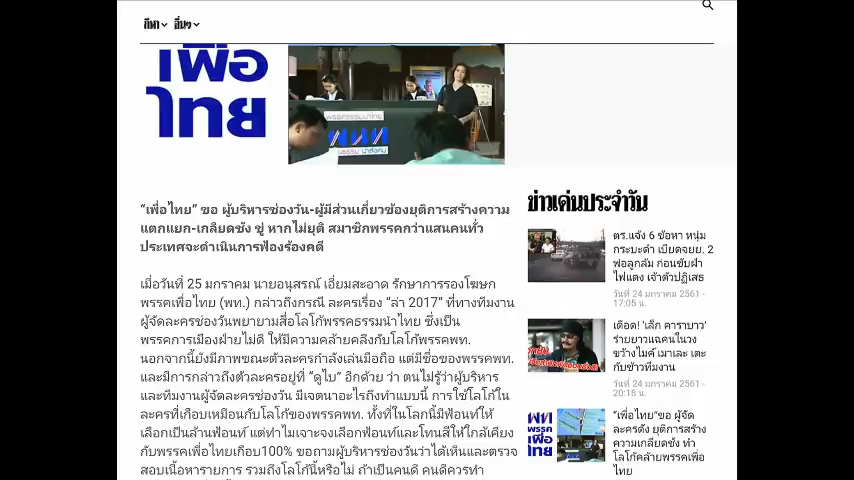 กีฬา อื่นๆ
เพื่อ
ไทย
พรรคธรรมนำไทย
ข่าวเด่นประจำวัน
"เพื่อไทย" ขอ ผู้บริหารช่องวัน-ผู้มีส่วนเกี่ยวข้องยุติการสร้างความ
แตกแยก-เกลียดชัง ขู่ หากไม่ยุติ สมาชิกพรรคกว่าแสนคนทั่ว
ประเทศจะดำเนินการฟ้องร้องคดี
เมื่อวันที่ 25 มกราคม นายอนุสรณ์ เอี่ยมสะอาด รักษาการรองโฆษก
พรรคเพื่อไทย (พท.) กล่าวถึงกรณี ละครเรื่อง "ล่า 2017" ที่ทางทีมงาน
ผู้จัดละครช่องวันพยายามสื่อโลโก้พรรคธรรมนำไทย ซึ่งเป็น
พรรคการเมืองฝ่ายไม่ดี ให้มีความคล้ายคลึงกับโลโก้พรรคพท.
นอกจากนี้ยังมีภาพขณะตัวละครกำลังเล่นมือถือ แต่มีชื่อของพรรคพท.
และมีการกล่าวถึงตัวละครอยู่ที่ "ดูไบ" อีกด้วย ว่า ตนไม่รู้ว่าผู้บริหาร
และทีมงานผู้จัดละครช่องวัน มีเจตนาอะไรถึงทำแบบนี้ การใช้โลโก้ใน
ละครที่เกือบเหมือนกับโลโก้ของพรรคพท. ทั้งที่ในโลกนี้มีฟ้อนท์ให้
เลือกเป็นล้านฟ้อนท์ แต่ทำไมเจาะจงเลือกฟ้อนท์และโทนสีให้ใกล้เคียง
กับพรรคเพื่อไทยเกือบ100% ขอถามผู้บริหารช่องวันว่าได้เห็นและตรวจ
สอบเนื้อหารายการ รวมถึงโลโก้นี้หรือไม่ ถ้าเป็นคนดี คนดีควรทำ
ตร.แจ้ง 6 ข้อหา หนุ่ม
กระบะดำ เบียดจยย. 2
พ่อลูกล้ม ก่อนขับฝ่า
ไฟแดง เจ้าตัวปฏิเสธ
วันที่ 24 มกราคม 2561 -
17:05 น.
เดือด! 'เล็ก คาราบาว'
ร่ายยาวแฉคนในวง
ขว้างไมค์ เมาเละ เตะ
กับข้าวทีมงาน
วันที่ 24 มกราคม 2561 -
20:18 น.
พท
พรรค
เพื่อ
ไทย
"เพื่อไทย"ขอ ผู้จัด
ละครดัง ยุติการสร้าง
ความเกลียดชัง ทำ
โลโก้คล้ายพรรคเพื่อ
ไทย